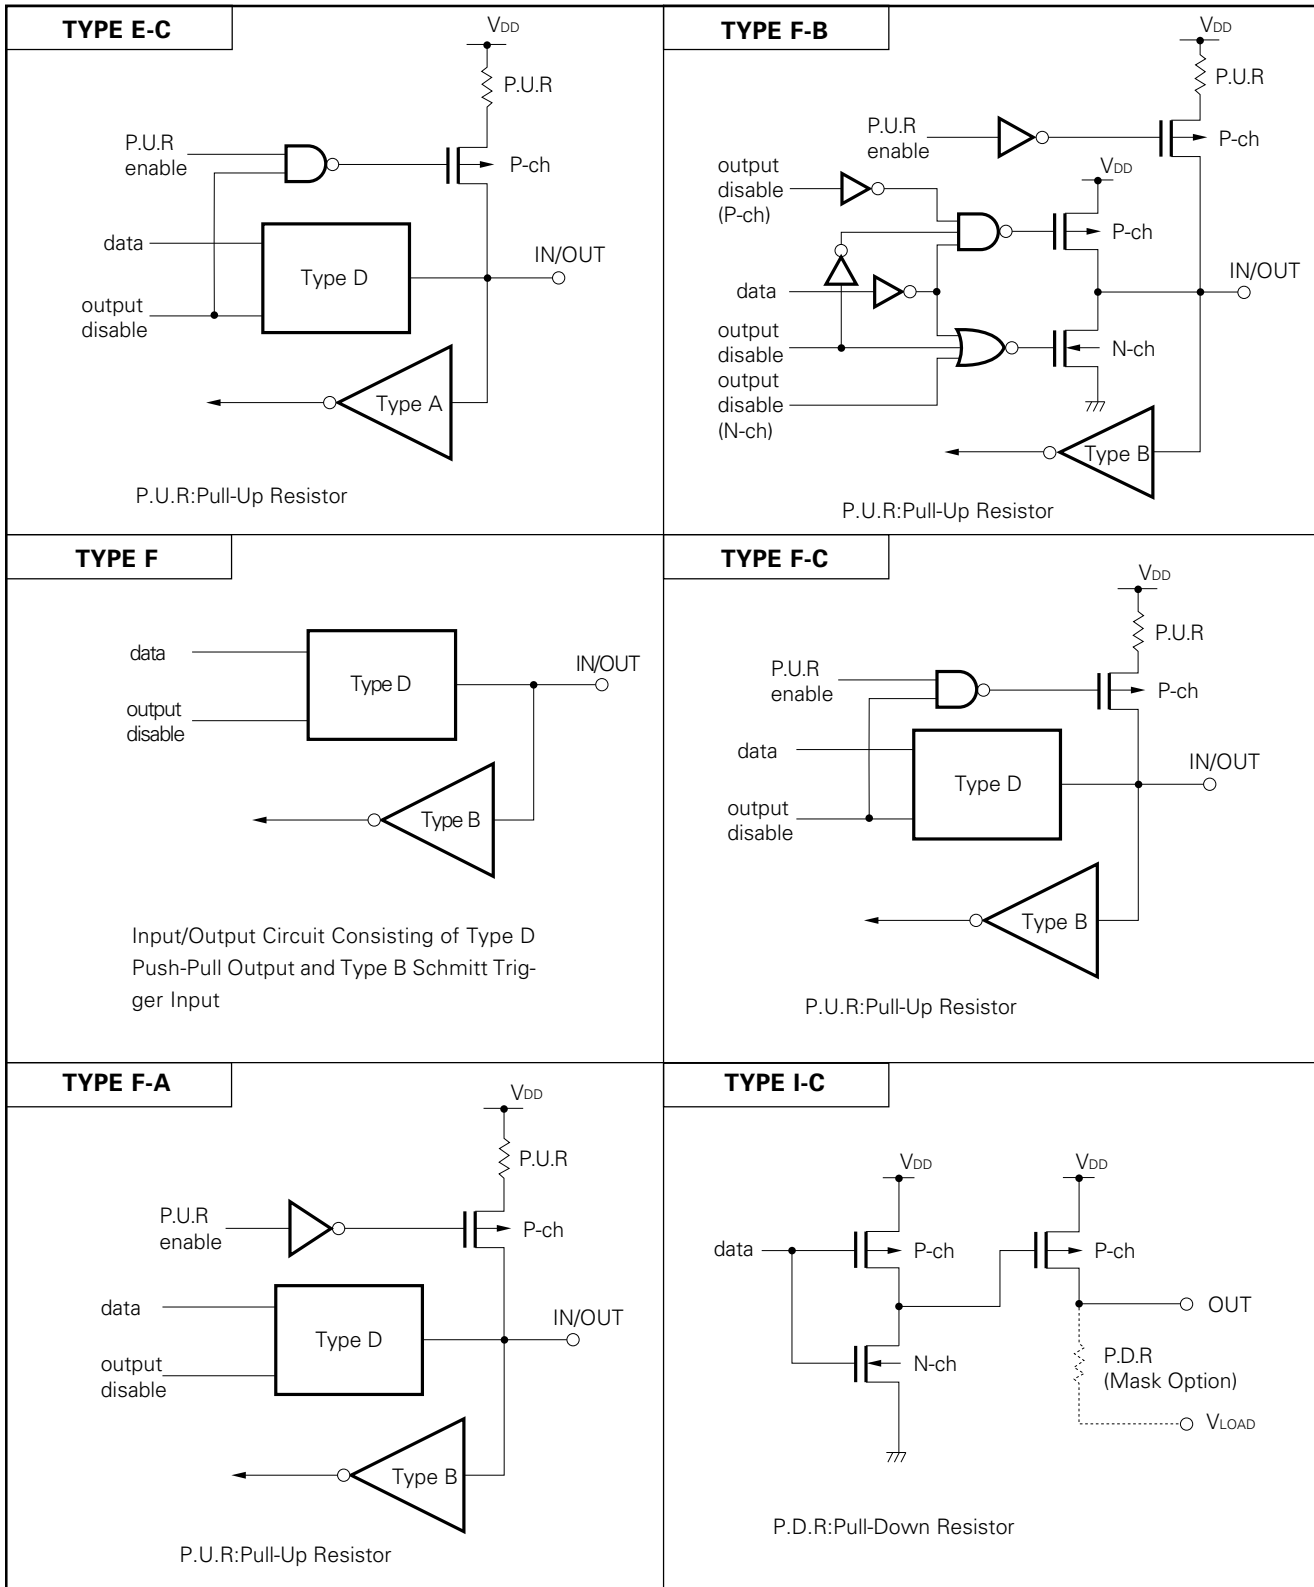 TYPE E-C
VDD
P.U.R
P.U.R
enable
P-ch
data
Type D
IN/OUT
output
disable
Type A
P.U.R:Pull-Up Resistor
TYPE F-B
VDD
P.U.R
P.U.R
enable
P-ch
output
disable
(P-ch)
VDD
P-ch
IN/OUT
data
output
disable
N-ch
output
disable
(N-ch)
Type B
P.U.R:Pull-Up Resistor
TYPE F
data
Type D
IN/OUT
output
disable
Type B
Input/Output Circuit Consisting of Type D
Push-Pull Output and Type B Schmitt Trig-
ger Input
TYPE F-C
VDD
P.U.R
P.U.R
enable
P-ch
data
Type D
IN/OUT
output
disable
Type B
P.U.R:Pull-Up Resistor
TYPE F-A
VDD
P.U.R
P.U.R
enable
P-ch
data
Type D
IN/OUT
output
disable
Type B
P.U.R:Pull-Up Resistor
TYPE I-C
VDD
VDD
data
P-ch
P-ch
OUT
N-ch
P.D.R
(Mask Option)
VLOAD
P.D.R:Pull-Down Resistor